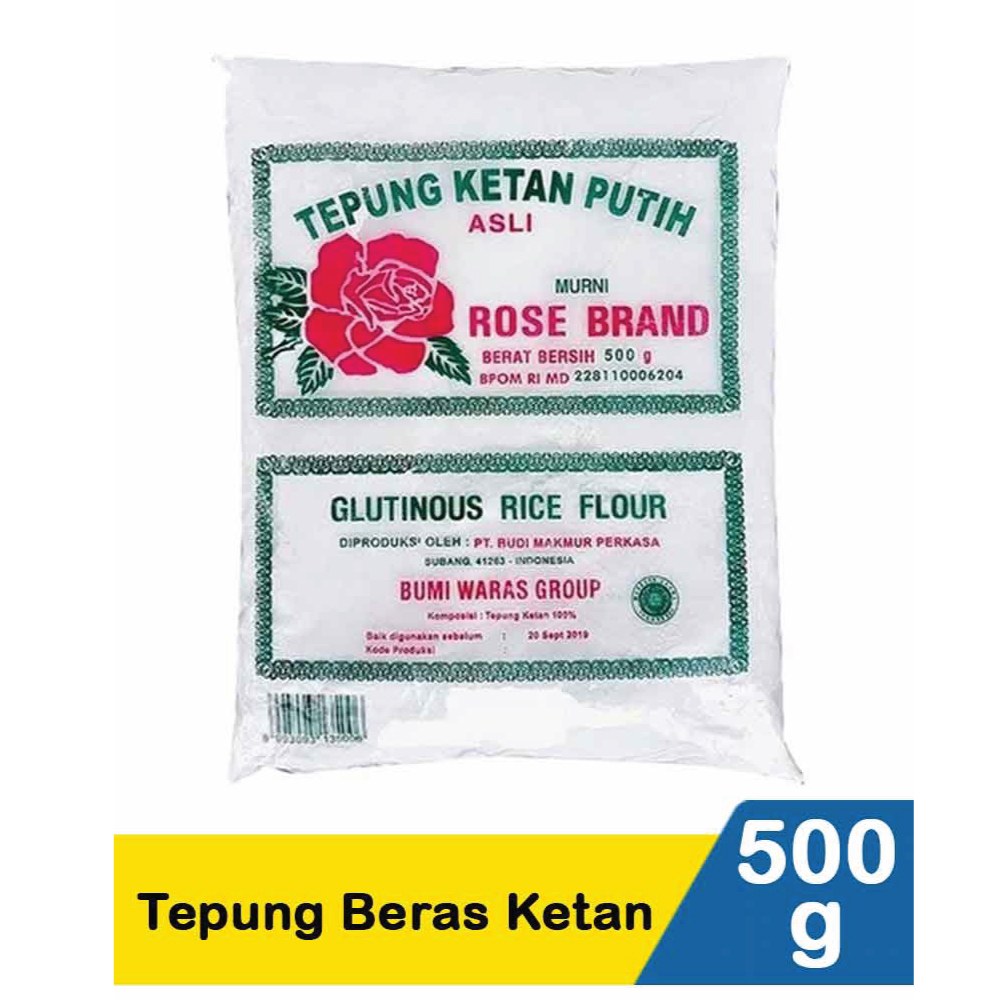 TEPUNG KETAN PUTIH
ASLI
MURNI
ROSE BRAND
BERAT BERSIH 500 g
BPOM RI MD 228110006204
GLUTINOUS RICE FLOUR
DIPRODUKSI OLEH : PT. BUDI MAKMUR PERKASA
SUBANG, 41263 - INDONESIA
BUMI WARAS GROUP
Komposisi : Tepung Ketan 100%
Baik digunakan sebelum : 20 Sept 2019
Kode Produksi :
Tepung Beras Ketan
500
g